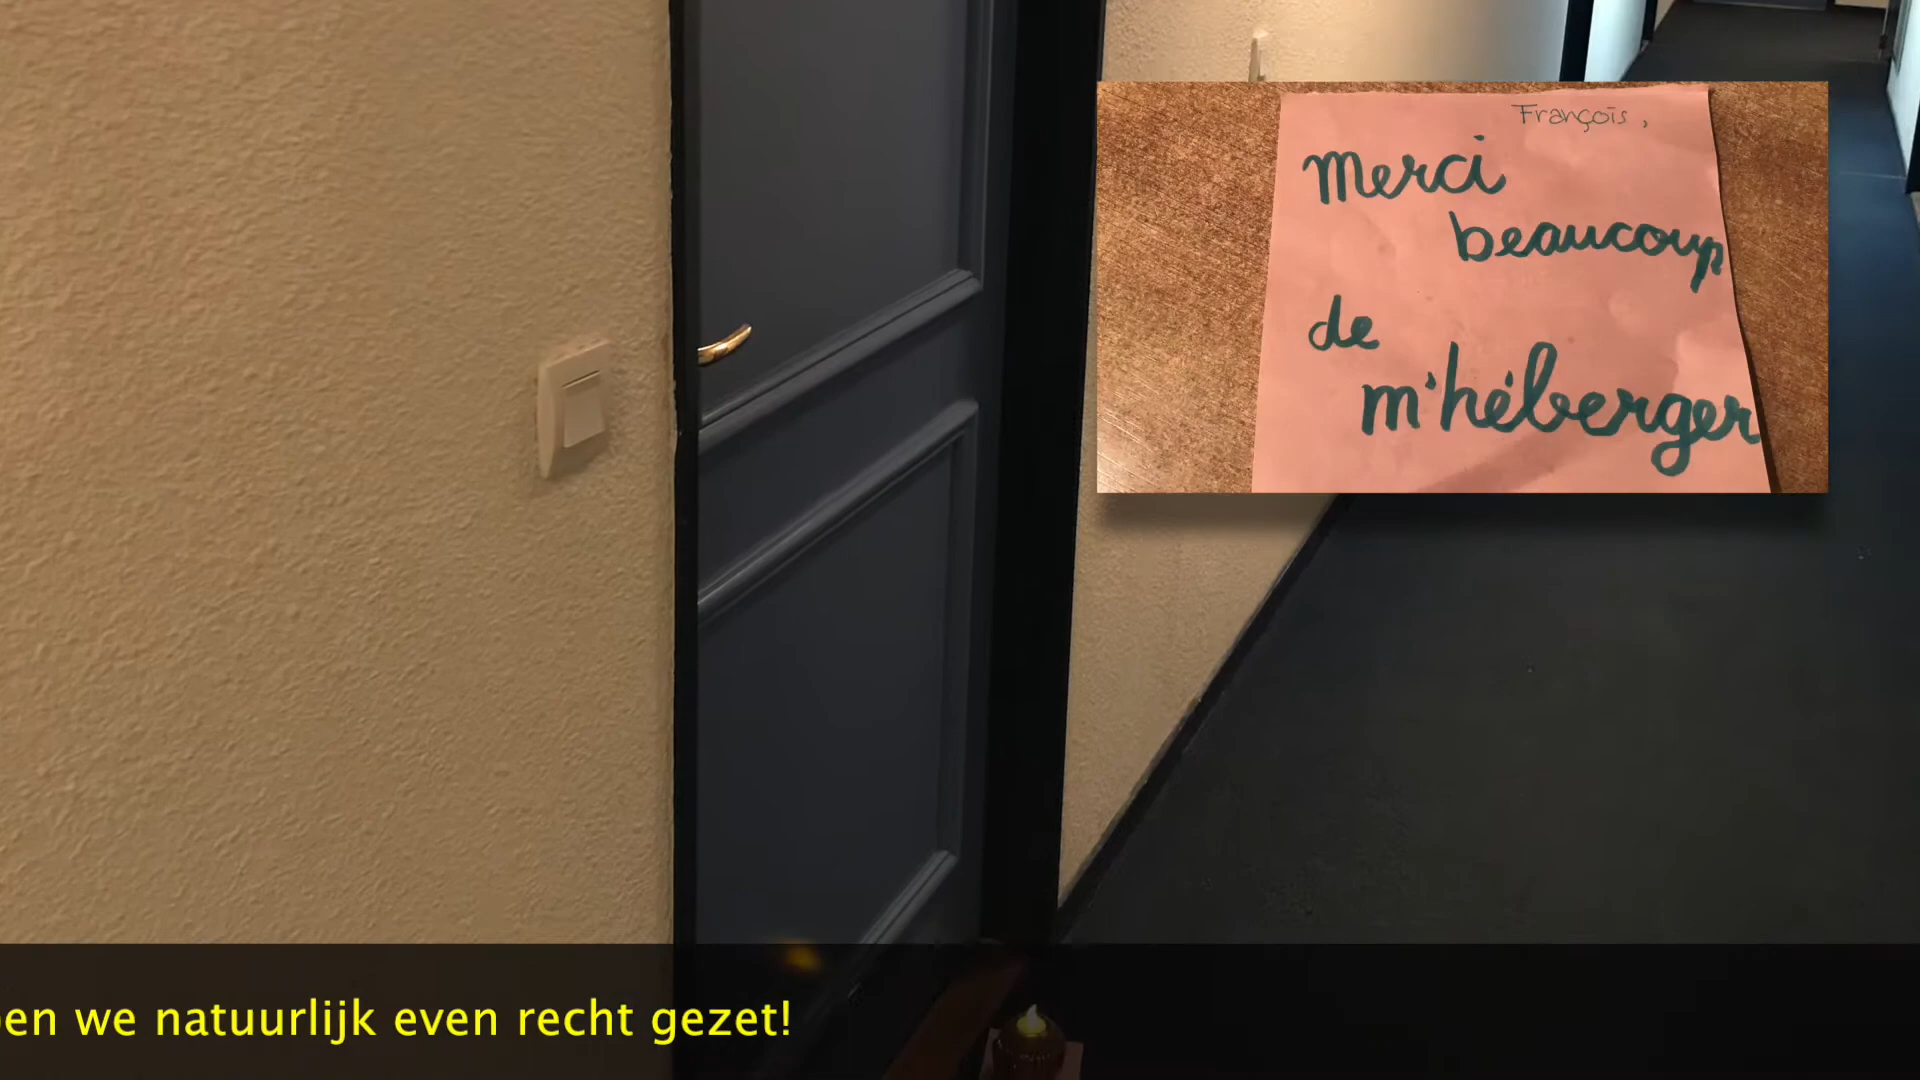 François,
Merci
beaucoup
de
m'héberger
en we natuurlijk even recht gezet!